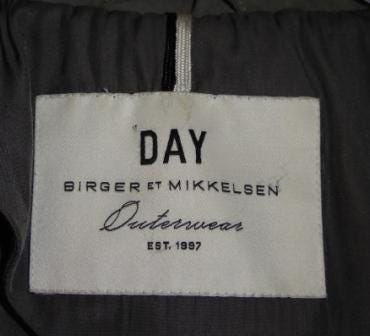 DAY
BIRGER ET MIKKELSEN
Outerwear
EST. 1997